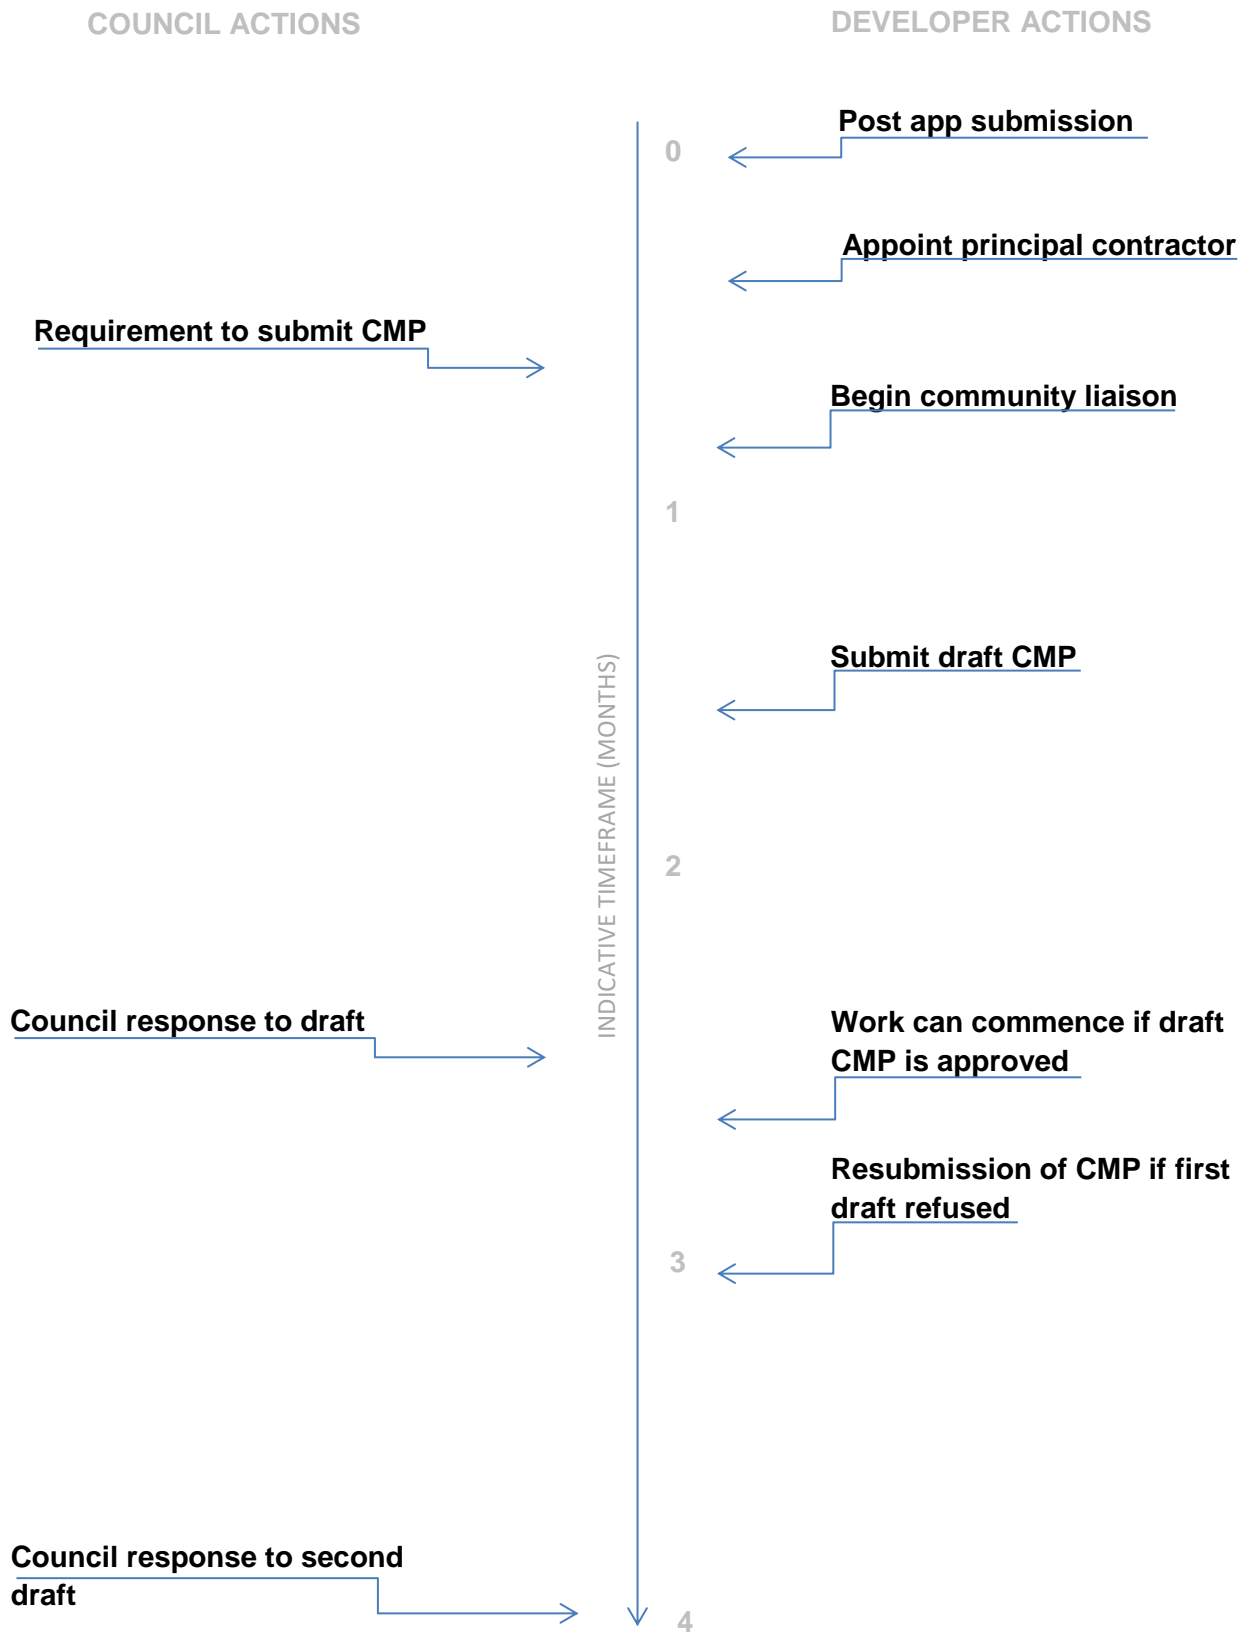 COUNCIL ACTIONS
DEVELOPER ACTIONS
Post app submission
0
Appoint principal contractor
Requirement to submit CMP
Begin community liaison
1
Submit draft CMP
INDICATIVE TIMEFRAME (MONTHS)
2
Council response to draft
Work can commence if draft
CMP is approved
Resubmission of CMP if first
draft refused
3
Council response to second
draft
4